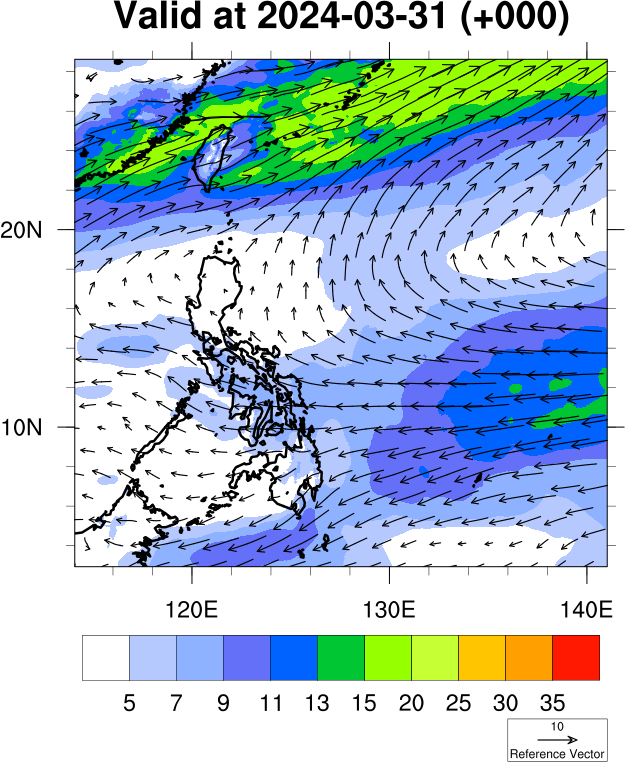 Valid at 2024-03-31 (+000)
20N
10N
120E 130E 140E
5 7 9 11 13 15 20 25 30 35
10
Reference Vector